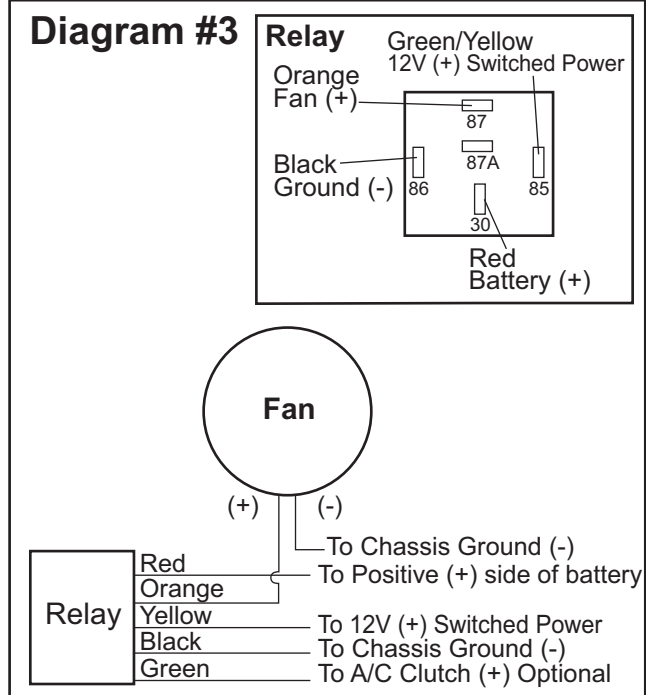 Diagram #3
Relay
Green/Yellow
12V (+) Switched Power
Orange
Fan (+)
87
Black
Ground (-)
87A
86
85
30
Red
Battery (+)
Fan
(+)
(-)
To Chassis Ground (-)
Red
To Positive (+) side of battery
Orange
Relay
Yellow
To 12V (+) Switched Power
Black
To Chassis Ground (-)
Green
To A/C Clutch (+) Optional